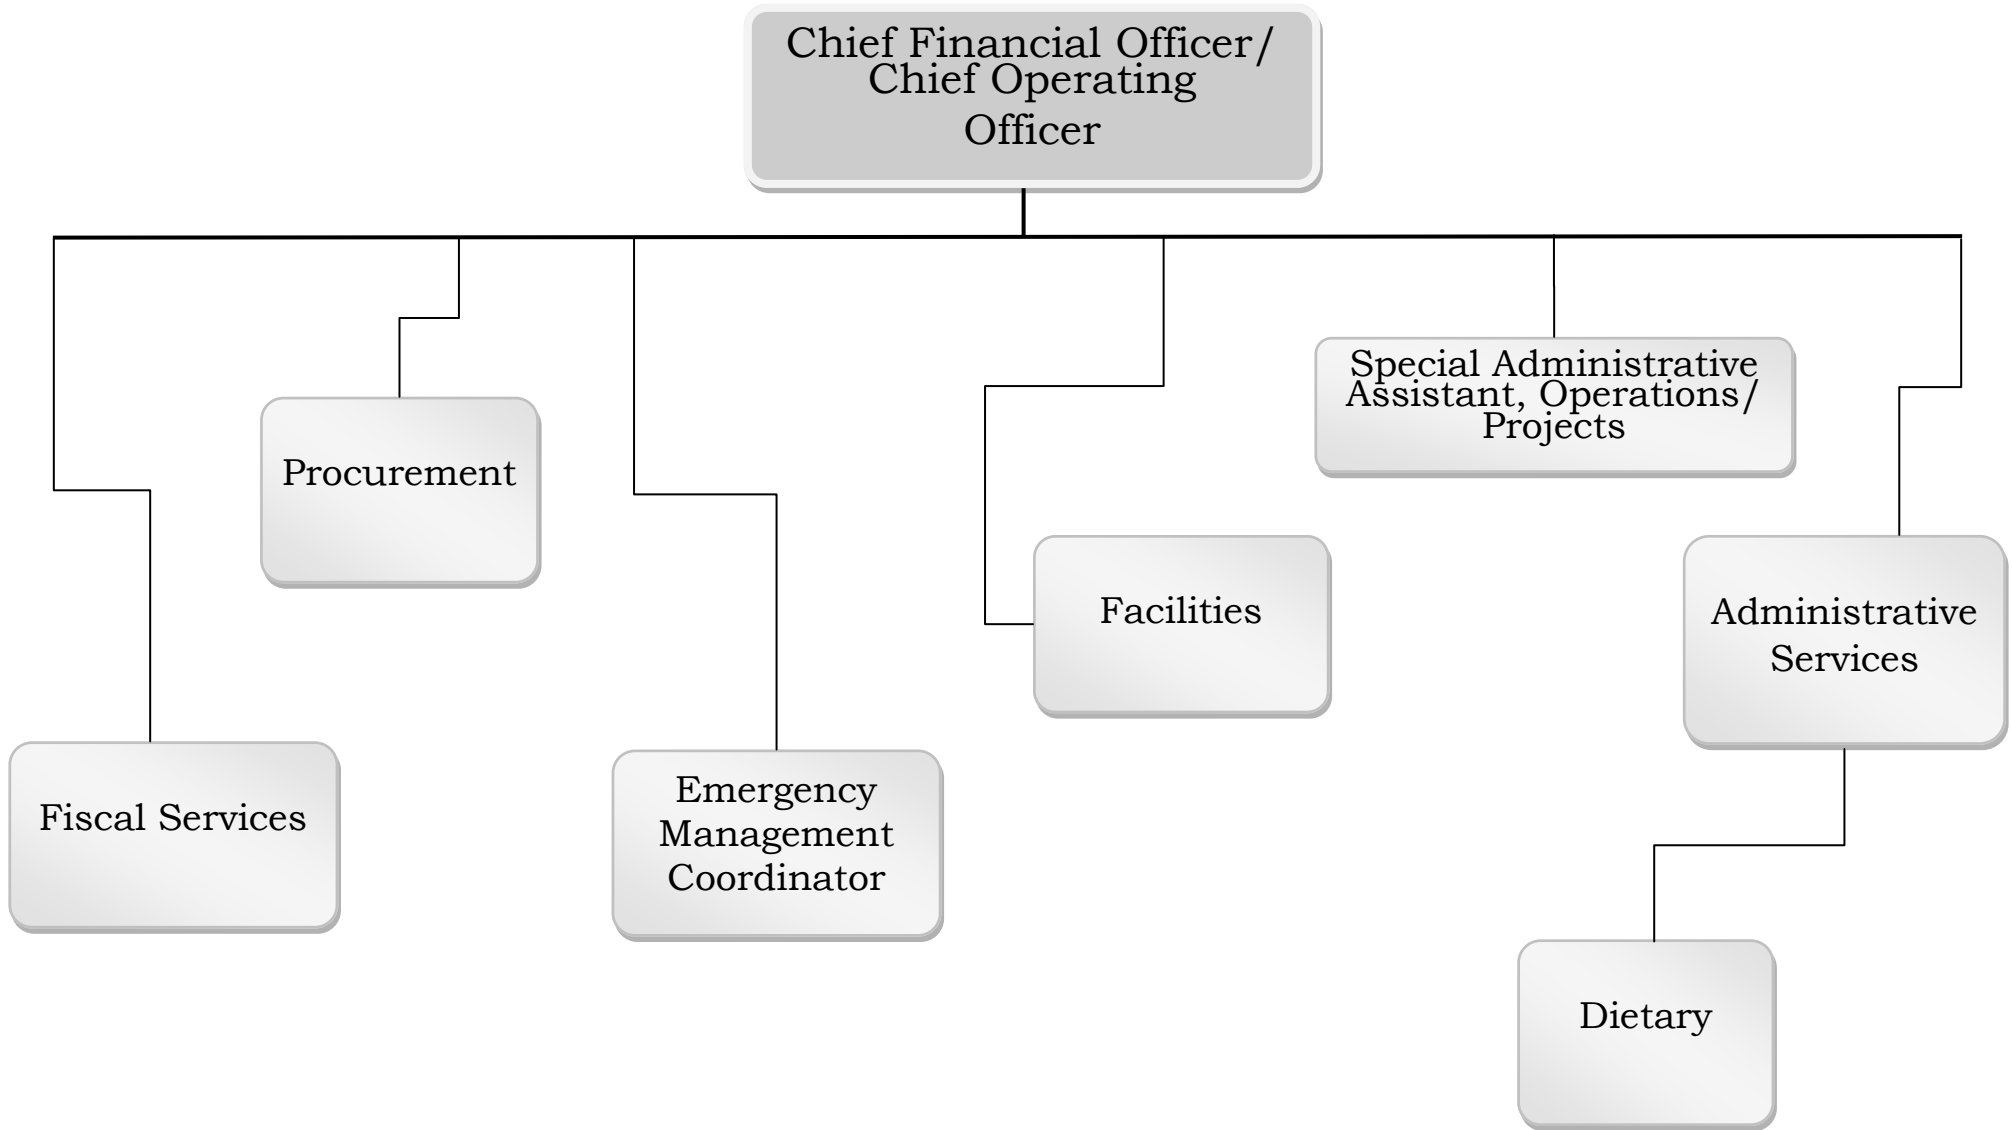 Chief Financial Officer/
Chief Operating
Officer
Special Administrative
Assistant, Operations/
Projects
Procurement
Facilities
Administrative
Services
Fiscal Services
Emergency
Management
Coordinator
Dietary